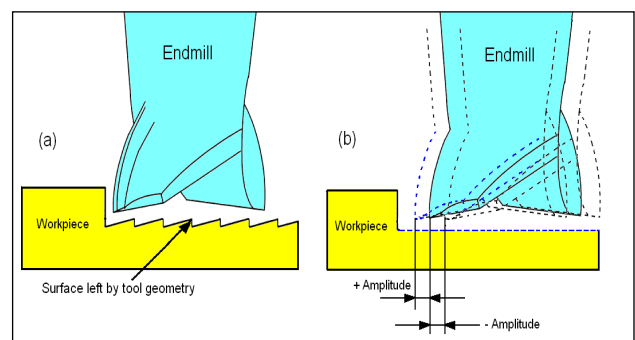 Endmill
(a)
Workpiece
Surface left by tool geometry
Endmill
(b)
Workpiece
+ Amplitude
- Amplitude